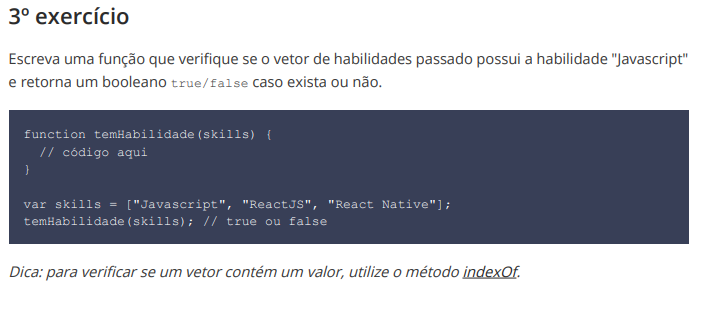 3º exercício
Escreva uma função que verifique se o vetor de habilidades passado possui a habilidade "Javascript"
e retorna um booleano true/false caso exista ou não.
function temHabilidade(skills) {
  // código aqui
}
var skills = ["Javascript", "ReactJS", "React Native"];
temHabilidade(skills); // true ou false
Dica: para verificar se um vetor contém um valor, utilize o método indexOf.